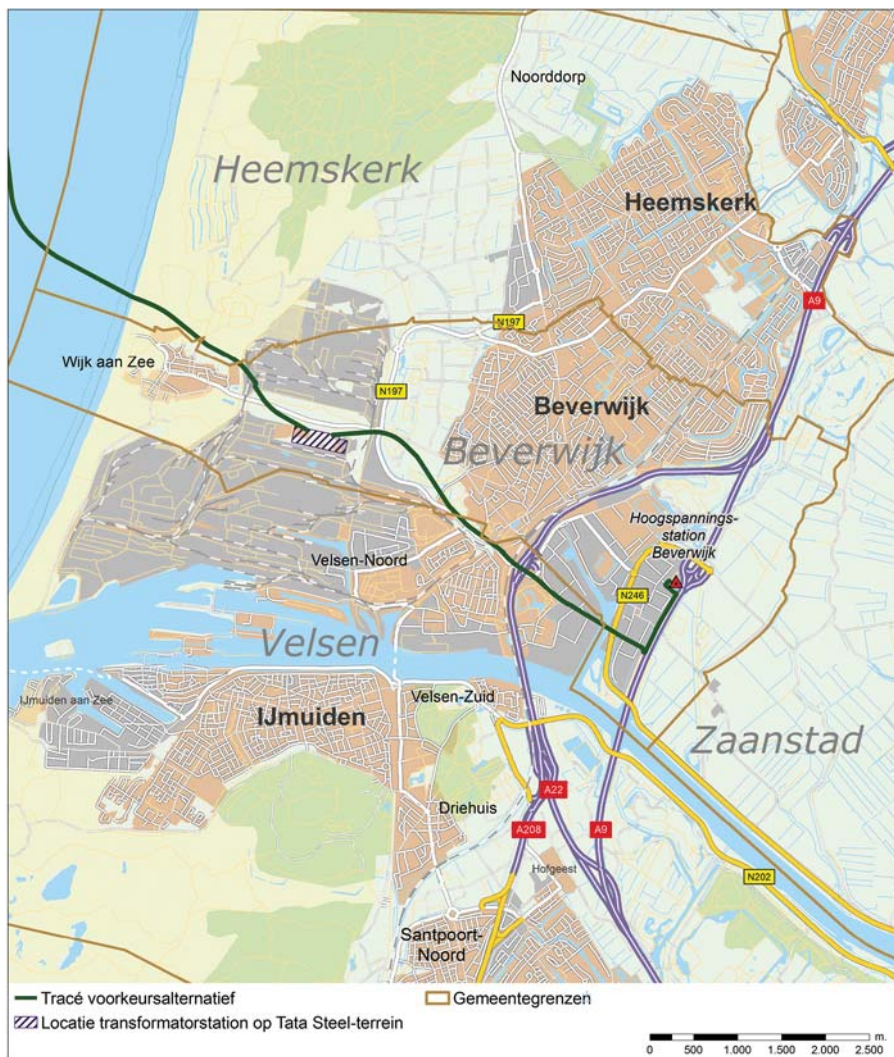 Noorddorp
Heemskerk
Heemskerk
A9
N197
Wijk aan Zee
N197
Beverwijk
Beverwijk
Hoogspannings-
station
Beverwijk
Velsen-Noord
N246
Velsen
IJmuiden aan Zee
Velsen-Zuid
IJmuiden
Zaanstad
A22
Driehuis
A208
A9
Hofgeest
N202
Santpoort-
Noord
Tracé voorkeursalternatief
Gemeentegrenzen
Locatie transformatorstation op Tata Steel-terrein
m
0 500 1.000 1.500 2.000 2.500